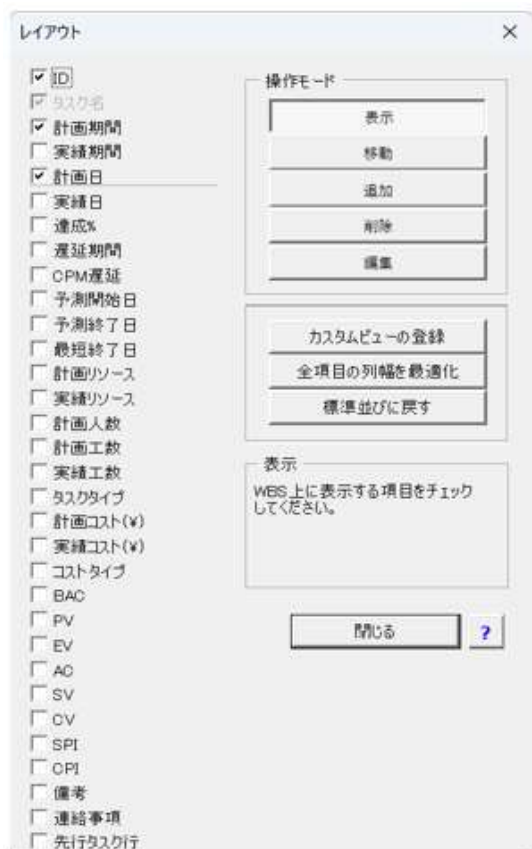 レイアウト
ID
タスク名
計画期間
実績期間
計画日
実績日
達成%
遅延期間
CPM遅延
予測開始日
予測終了日
最短終了日
計画リソース
実績リソース
計画人数
計画工数
実績工数
タスクタイプ
計画コスト(¥)
実績コスト(¥)
コストタイプ
BAC
PV
EV
AC
SV
CV
SPI
CPI
備考
連絡事項
先行タスク行
操作モード
表示
移動
追加
削除
編集
カスタムビューの登録
全項目の列幅を最適化
標準並びに戻す
表示
WBS上に表示する項目をチェック
してください。
閉じる
?